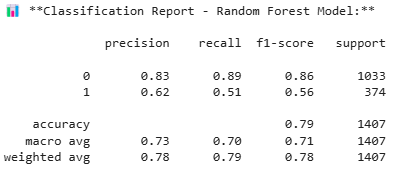 📊 **Classification Report - Random Forest Model:**
precision recall f1-score support
0 0.83 0.89 0.86 1033
1 0.62 0.51 0.56 374
accuracy 0.79 1407
macro avg 0.73 0.70 0.71 1407
weighted avg 0.78 0.79 0.78 1407